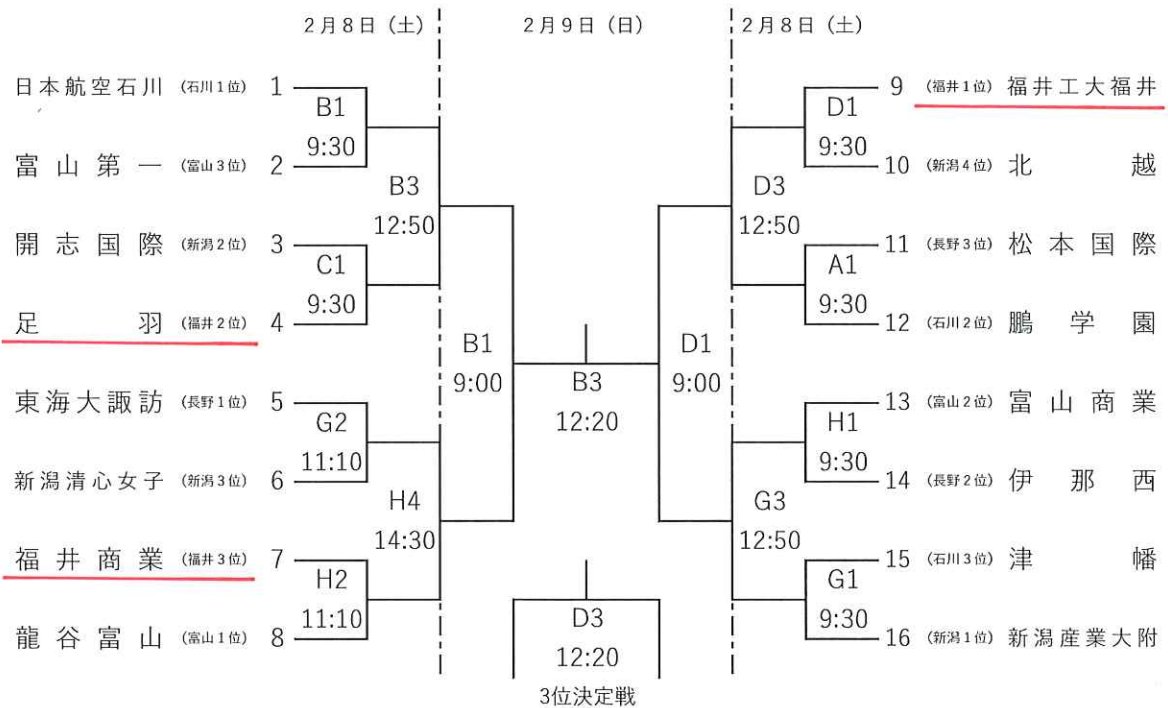 2月8日（土） 2月9日（日） 2月8日（土）
日本航空石川 （石川1位） 1
富山第一 （富山3位） 2
開志国際 （新潟2位） 3
足羽 （福井2位） 4
東海大諏訪 （長野1位） 5
新潟清心女子 （新潟3位） 6
福井商業 （福井3位） 7
龍谷富山 （富山1位） 8
B1
9:30
C1
9:30
G2
11:10
H2
11:10
B3
12:50
H4
14:30
B1
9:00
B3
12:20
D3
12:20
3位決定戦
D1
9:00
D3
12:50
G3
12:50
D1
9:30
A1
9:30
H1
9:30
G1
9:30
9 （福井1位） 福井工大福井
10 （新潟4位） 北越
11 （長野3位） 松本国際
12 （石川2位） 鵬学園
13 （富山2位） 富山商業
14 （長野2位） 伊那西
15 （石川3位） 津幡
16 （新潟1位） 新潟産業大附